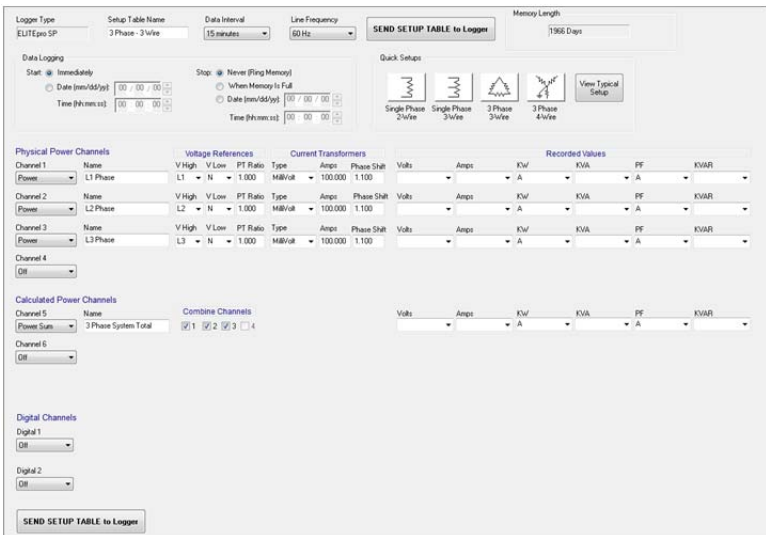 Logger Type Setup Table Name Data Interval Line Frequency Memory Length
ELITEpro SP 3 Phase - 3 Wire 15 minutes 60 Hz SEND SETUP TABLE to Logger 1966 Days
Data Logging Quick Setups
Start: Immediately Stop: Never (Ring Memory)
Date (mm/dd/yy): 00 / 00 / 00 When Memory Is Full
Time (hh:mm:ss): 00 : 00 : 00 Date (mm/dd/yy): 00 / 00 / 00
Time (hh:mm:ss): 00 : 00 : 00
Single Phase 2-Wire Single Phase 3-Wire 3 Phase 3-Wire 3 Phase 4-Wire View Typical Setup
Physical Power Channels Voltage References Current Transformers Recorded Values
Channel 1 Name V High V Low PT Ratio Type Amps Phase Shift Volts Amps KW KVA PF KVAR
Power L1 Phase L1 N 1.000 MilliVolt 100.000 1.100 A A
Channel 2 Name V High V Low PT Ratio Type Amps Phase Shift Volts Amps KW KVA PF KVAR
Power L2 Phase L2 N 1.000 MilliVolt 100.000 1.100 A A
Channel 3 Name V High V Low PT Ratio Type Amps Phase Shift Volts Amps KW KVA PF KVAR
Power L3 Phase L3 N 1.000 MilliVolt 100.000 1.100 A A
Channel 4
Off
Calculated Power Channels
Channel 5 Name Combine Channels Volts Amps KW KVA PF KVAR
Power Sum 3 Phase System Total 1 2 3 4 A A
Channel 6
Off
Digital Channels
Digital 1
Off
Digital 2
Off
SEND SETUP TABLE to Logger